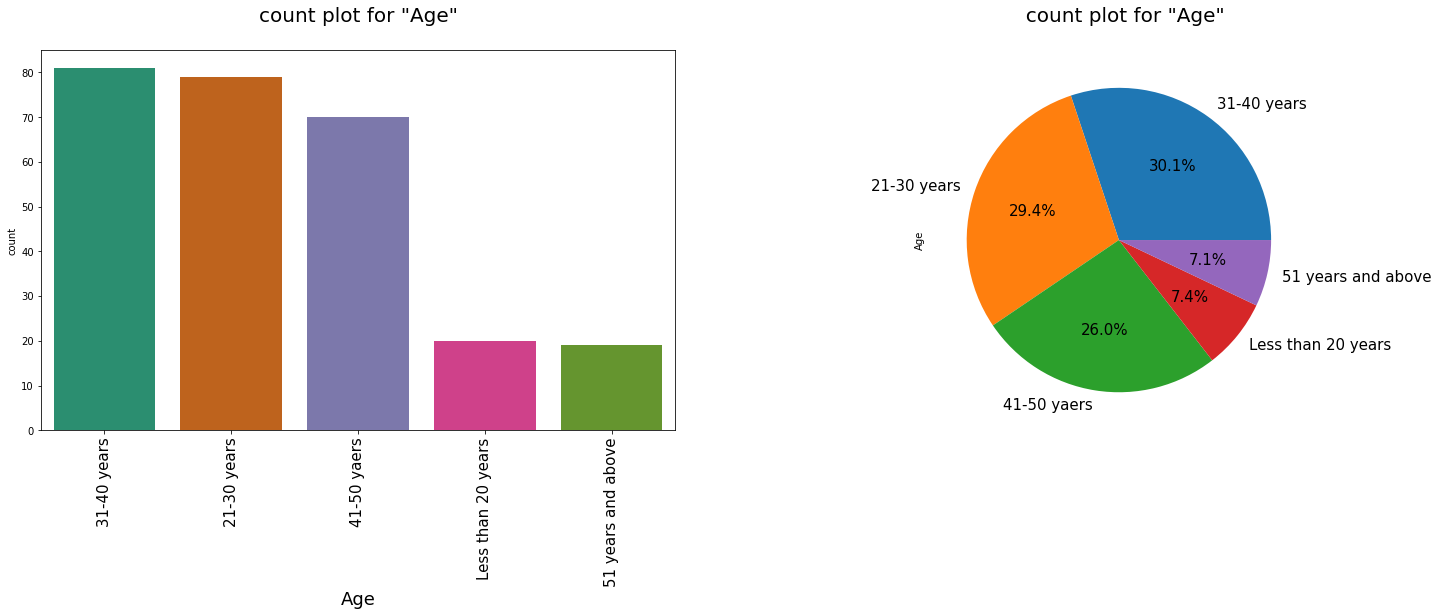 count plot for "Age"
80
70
60
50
40
30
20
10
0
count
31-40 years
21-30 years
41-50 yaers
Less than 20 years
51 years and above
Age
count plot for "Age"
31-40 years
30.1%
21-30 years
29.4%
Age
7.1%
51 years and above
7.4%
26.0%
Less than 20 years
41-50 yaers